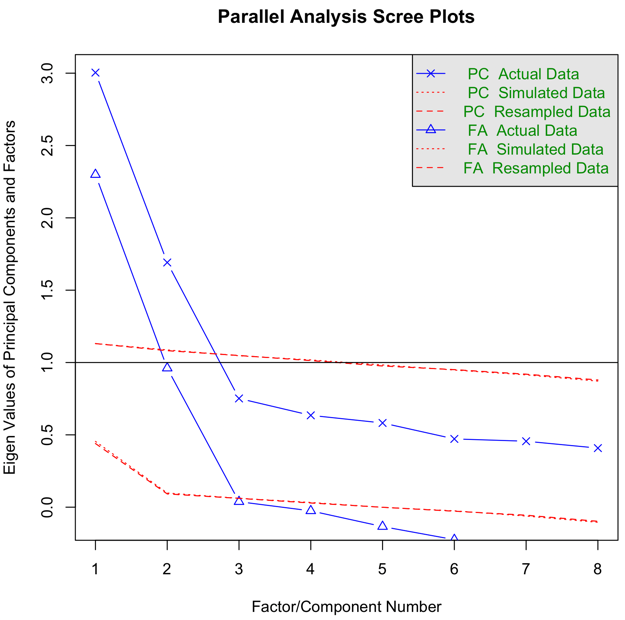 Parallel Analysis Scree Plots
Eigen Values of Principal Components and Factors
3.0
2.5
2.0
1.5
1.0
0.5
0.0
PC Actual Data
PC Simulated Data
PC Resampled Data
FA Actual Data
FA Simulated Data
FA Resampled Data
1 2 3 4 5 6 7 8
Factor/Component Number